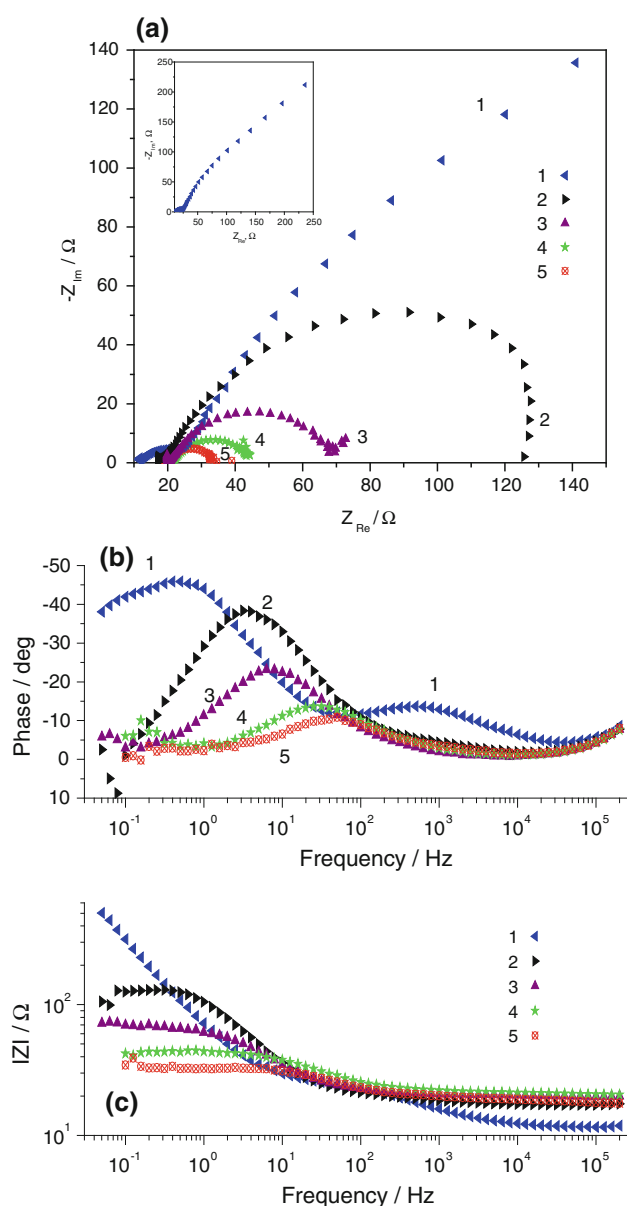 (a)
140
120
100
80
60
40
20
0
-Z_Im / Ω
250
200
150
100
50
0
-Z_Im, Ω
50 100 150 200 250
Z_Re, Ω
1
1
2
3
4
5
2
3
4
5
20 40 60 80 100 120 140
Z_Re / Ω
(b)
-50
-40
-30
-20
-10
0
10
Phase / deg
1
2
3
4
5
1
10^-1 10^0 10^1 10^2 10^3 10^4 10^5
Frequency / Hz
10^2
10^1
IZI / Ω
1
2
3
4
5
(c)
10^-1 10^0 10^1 10^2 10^3 10^4 10^5
Frequency / Hz